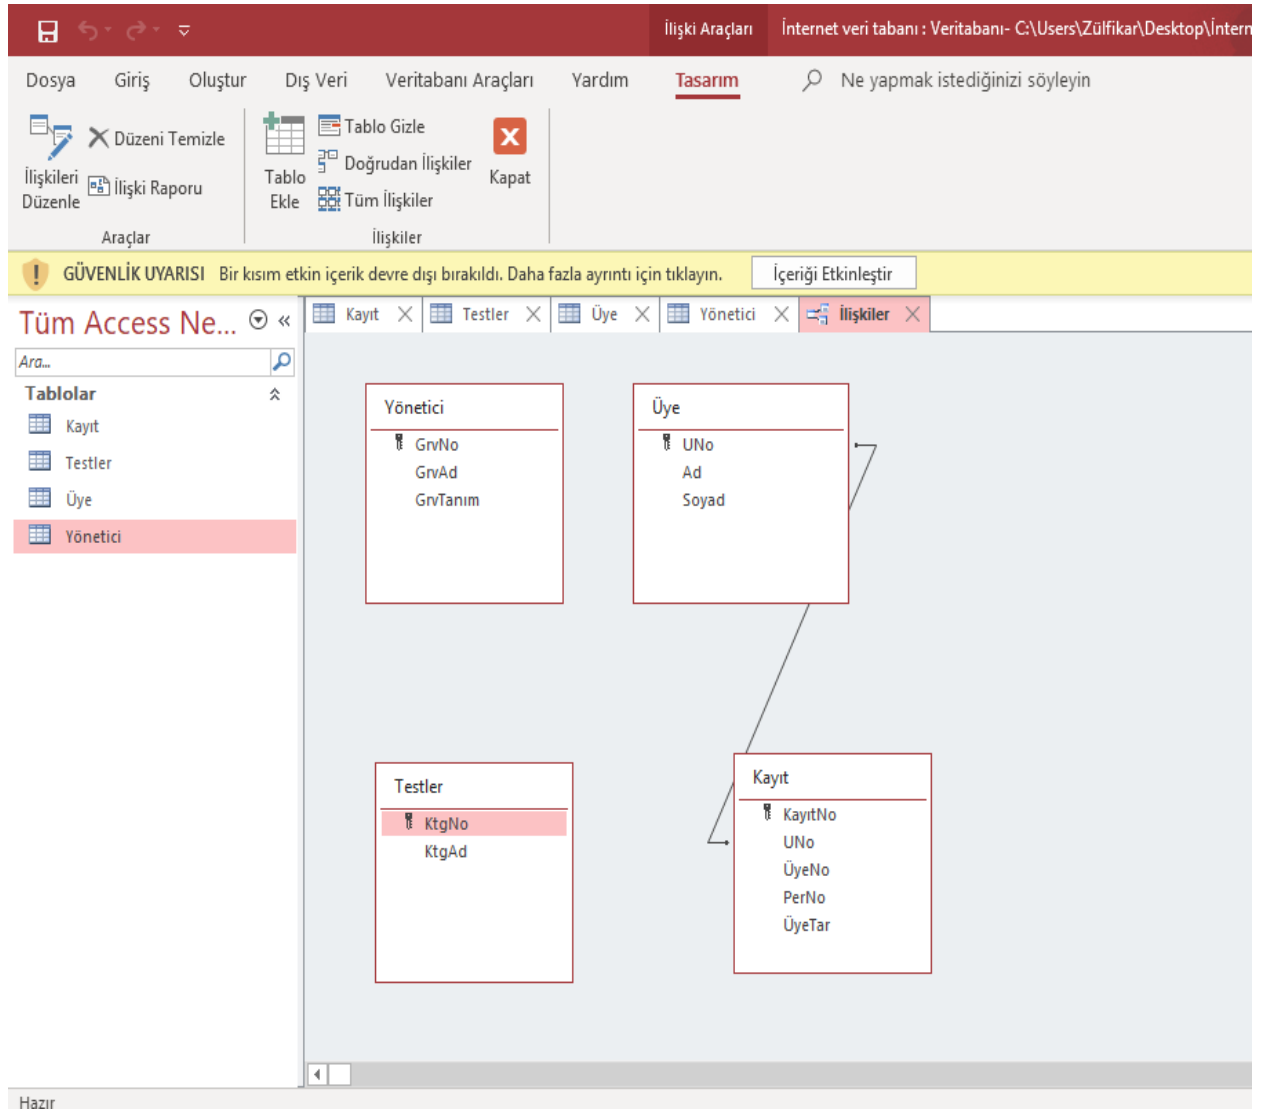 İlişki Araçları
İnternet veri tabanı : Veritabanı- C:\Users\Zülfikar\Desktop\İntern
Dosya Giriş Oluştur Dış Veri Veritabanı Araçları Yardım Tasarım Ne yapmak istediğinizi söyleyin
İlişkileri Düzenle
Düzeni Temizle
İlişki Raporu
Araçlar
Tablo Ekle
Tablo Gizle
Doğrudan İlişkiler
Tüm İlişkiler
Kapat
İlişkiler
GÜVENLİK UYARISI Bir kısım etkin içerik devre dışı bırakıldı. Daha fazla ayrıntı için tıklayın. İçeriği Etkinleştir
Tüm Access Ne...
Ara...
Tablolar
Kayıt
Testler
Üye
Yönetici
Kayıt Testler Üye Yönetici İlişkiler
Yönetici
GrvNo
GrvAd
GrvTanım
Üye
UNo
Ad
Soyad
Testler
KtgNo
KtgAd
Kayıt
KayıtNo
UNo
ÜyeNo
PerNo
ÜyeTar
Hazır